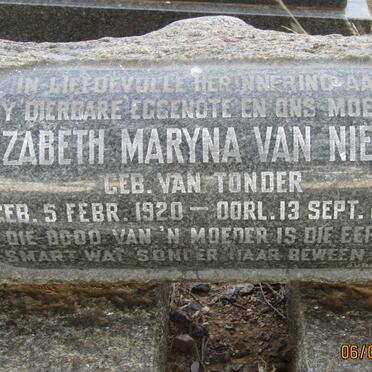 IN LIEFDEVOLLE HERINNERING AA
Y DIERBARE EGGENOTE EN ONS MOE
ZABETH MARYNA VAN NIE
GEB. VAN TONDER
EB. 5 FEBR. 1920 – OORL. 13 SEPT.
DIE DOOD VAN 'N MOEDER IS DIE EER
SMART WAT SONDER HAAR BEWEEN
06/0